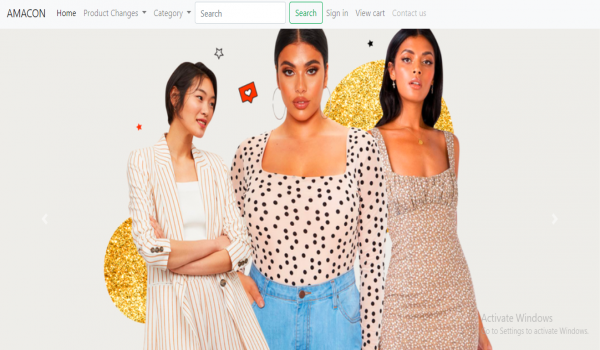 AMACON Home Product Changes Category Search Search Sign in View cart Contact us
Activate Windows
to Settings to activate Windows.